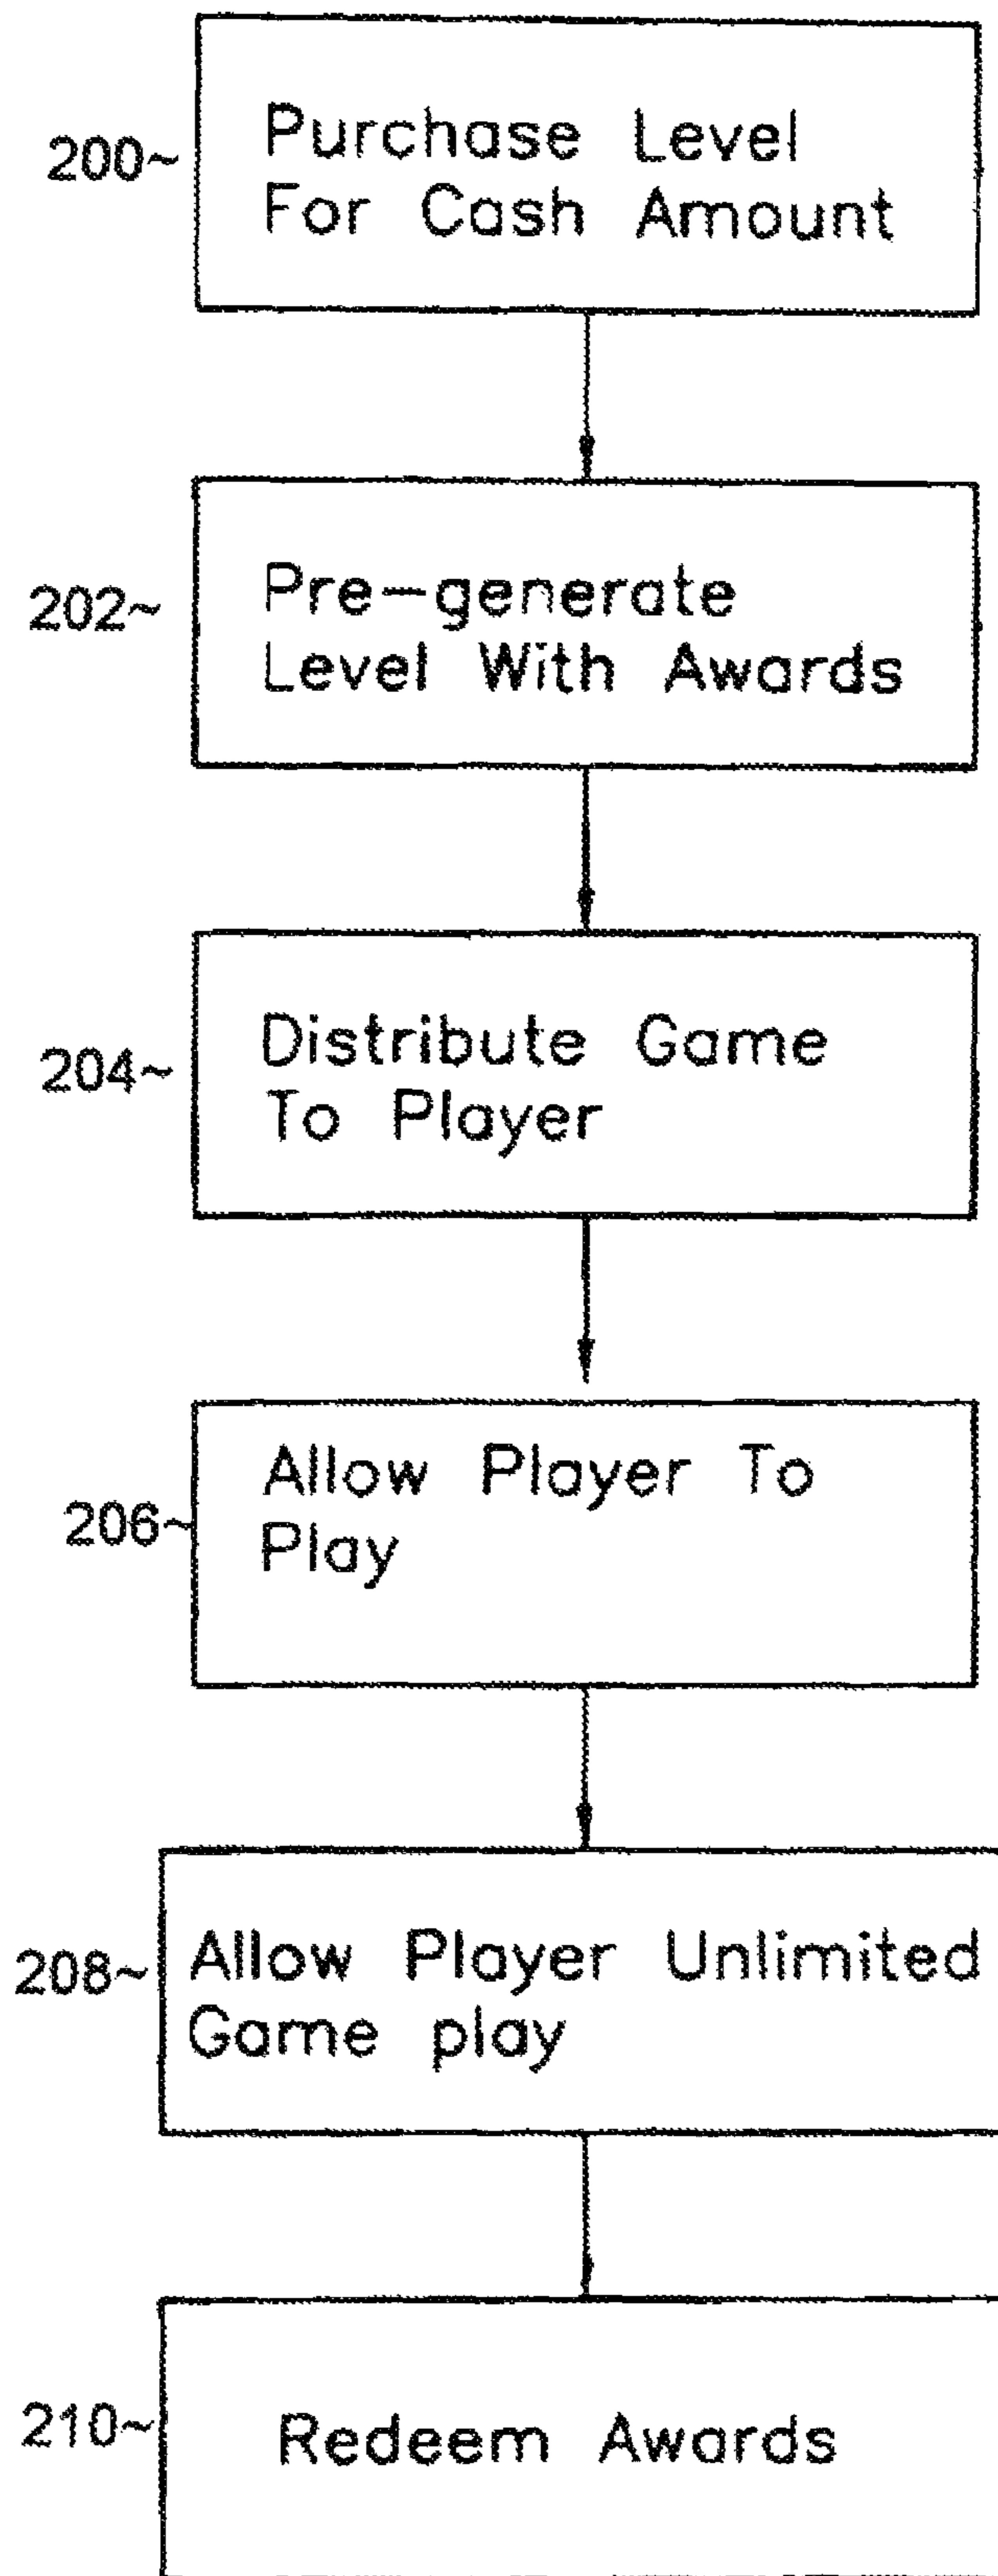 200~
Purchase Level
For Cash Amount
202~
Pre-generate
Level With Awards
204~
Distribute Game
To Player
206~
Allow Player To
Play
208~
Allow Player Unlimited
Game play
210~
Redeem Awards